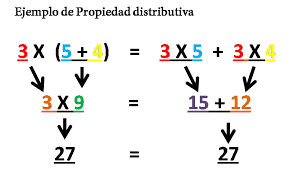 Ejemplo de Propiedad distributiva
3 X (5 + 4) = 3 X 5 + 3 X 4
3 X 9 = 15 + 12
27 = 27